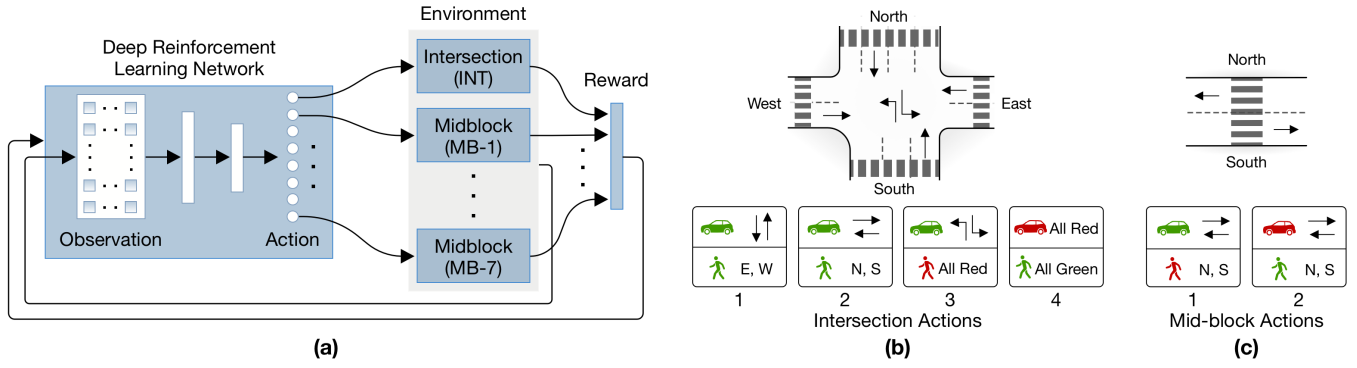 Deep Reinforcement
Learning Network
Observation
Action
Environment
Intersection
(INT)
Midblock
(MB-1)
Midblock
(MB-7)
Reward
(a)
North
West
East
South
E, W
1
N, S
2
All Red
3
All Red
All Green
4
Intersection Actions
(b)
North
South
N, S
1
N, S
2
Mid-block Actions
(c)